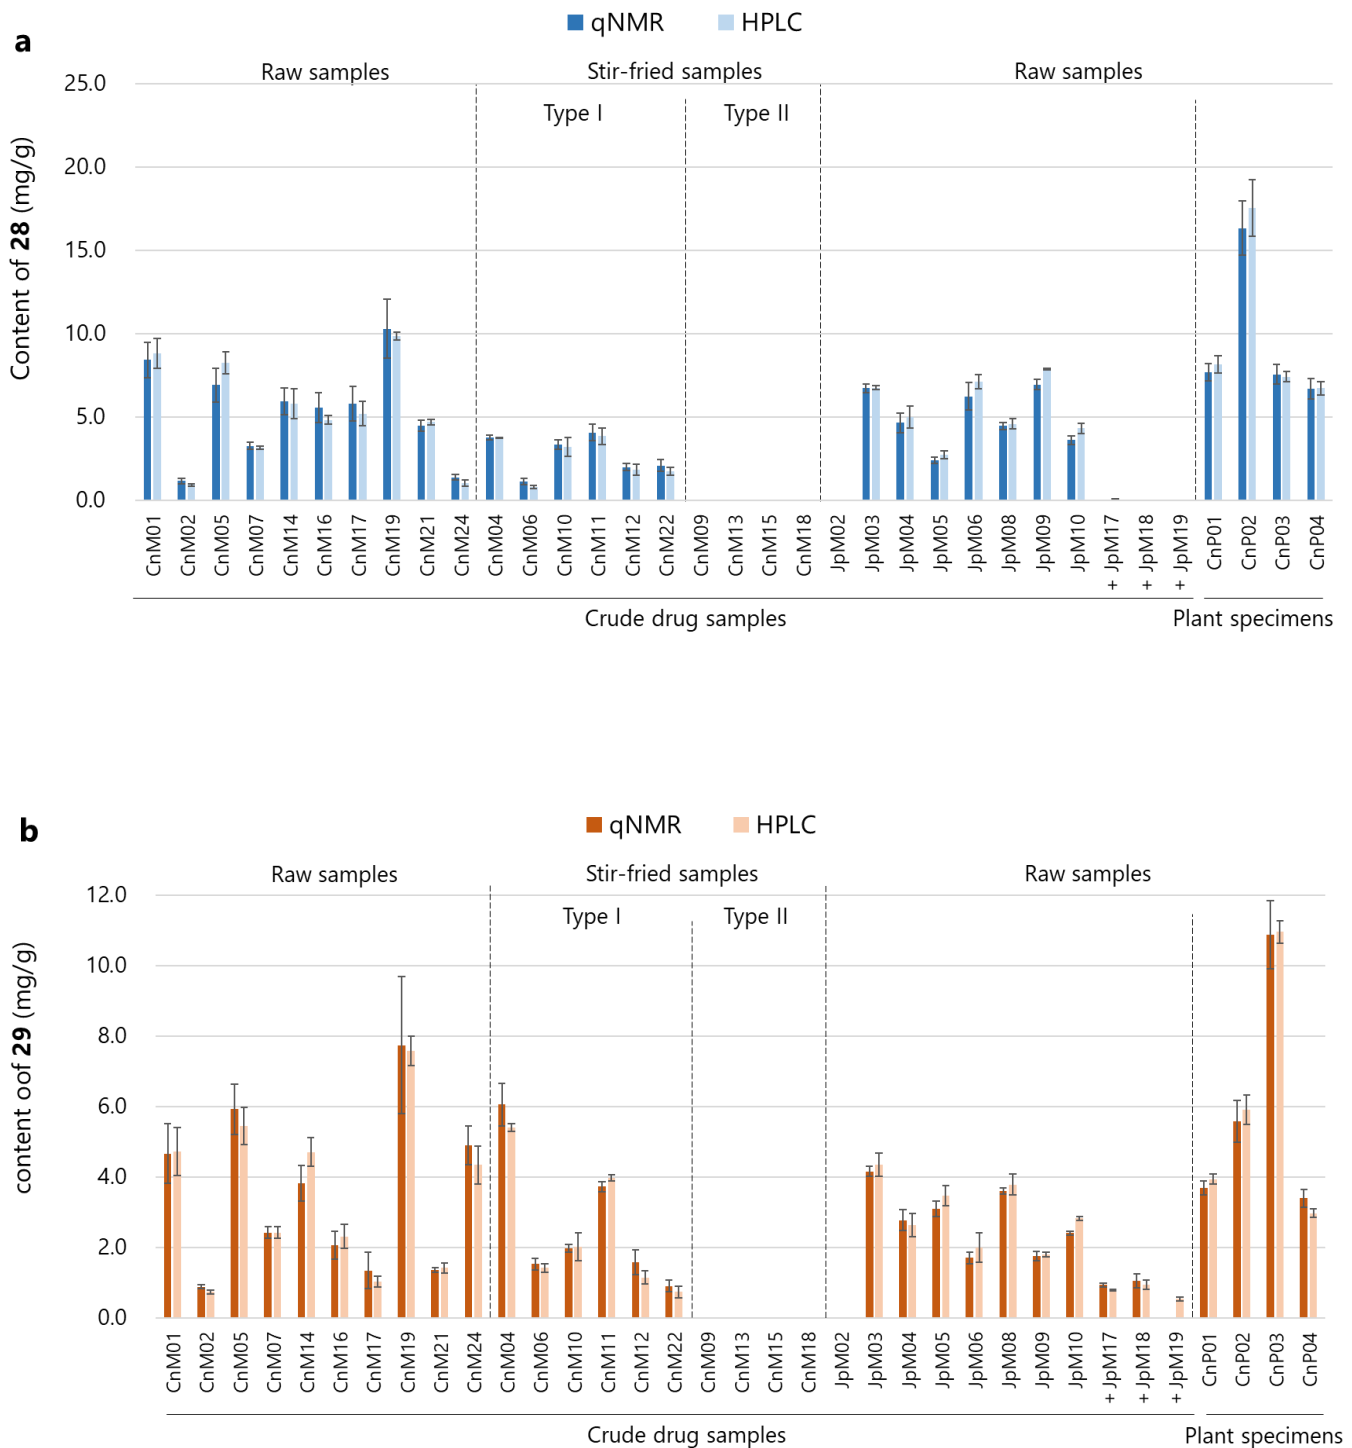 a
qNMR HPLC
Raw samples Stir-fried samples Raw samples
Type I Type II
Content of 28 (mg/g)
25.0
20.0
15.0
10.0
5.0
0.0
CnM01 CnM02 CnM05 CnM07 CnM14 CnM16 CnM17 CnM19 CnM21 CnM24 CnM04 CnM06 CnM10 CnM11 CnM12 CnM22 CnM09 CnM13 CnM15 CnM18 JpM02 JpM03 JpM04 JpM05 JpM06 JpM08 JpM09 JpM10 + JpM17 + JpM18 + JpM19 CnP01 CnP02 CnP03 CnP04
Crude drug samples Plant specimens
b
qNMR HPLC
Raw samples Stir-fried samples Raw samples
Type I Type II
content oof 29 (mg/g)
12.0
10.0
8.0
6.0
4.0
2.0
0.0
CnM01 CnM02 CnM05 CnM07 CnM14 CnM16 CnM17 CnM19 CnM21 CnM24 CnM04 CnM06 CnM10 CnM11 CnM12 CnM22 CnM09 CnM13 CnM15 CnM18 JpM02 JpM03 JpM04 JpM05 JpM06 JpM08 JpM09 JpM10 + JpM17 + JpM18 + JpM19 CnP01 CnP02 CnP03 CnP04
Crude drug samples Plant specimens